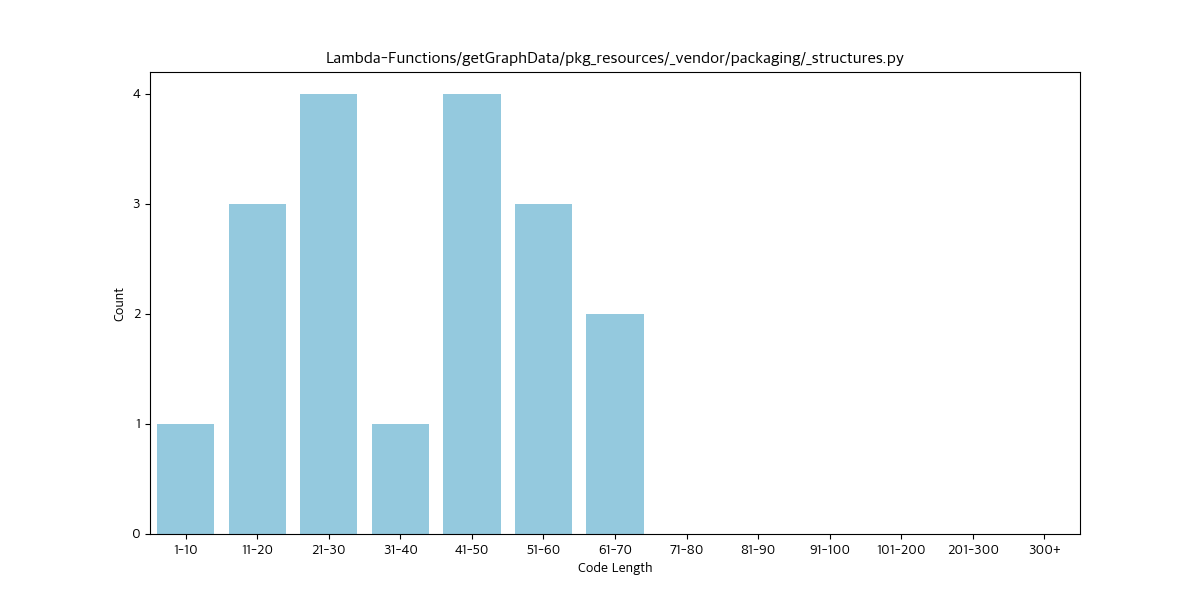 Lambda-Functions/getGraphData/pkg_resources/_vendor/packaging/_structures.py
4
3
2
1
0
Count
1-10 11-20 21-30 31-40 41-50 51-60 61-70 71-80 81-90 91-100 101-200 201-300 300+
Code Length